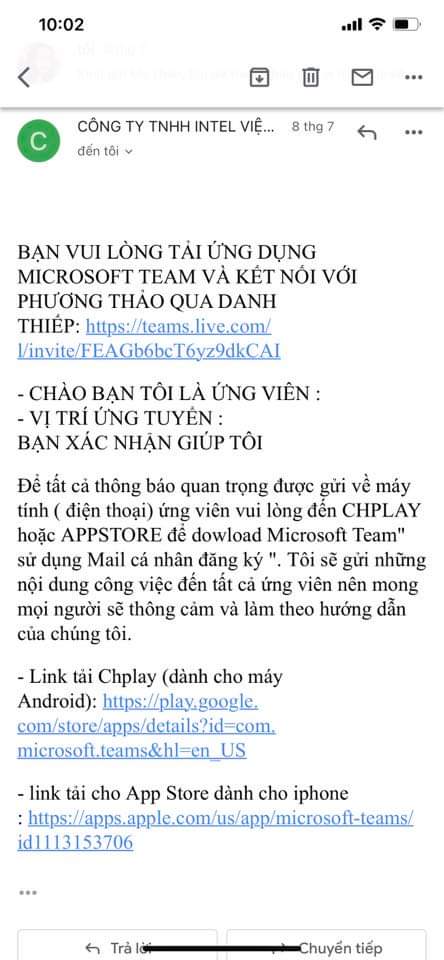 10:02
CÔNG TY TNHH INTEL VIỆ...
8 thg 7
C
đến tôi
BẠN VUI LÒNG TẢI ỨNG DỤNG
MICROSOFT TEAM VÀ KẾT NỐI VỚI
PHƯƠNG THẢO QUA DANH
THIẾP: https://teams.live.com/
l/invite/FEAGb6bcT6yz9dkCAI
- CHÀO BẠN TÔI LÀ ỨNG VIÊN :
- VỊ TRÍ ỨNG TUYỂN :
BẠN XÁC NHẬN GIÚP TÔI
Để tất cả thông báo quan trọng được gửi về máy
tính ( điện thoại) ứng viên vui lòng đến CHPLAY
hoặc APPSTORE để dowload Microsoft Team"
sử dụng Mail cá nhân đăng ký ". Tôi sẽ gửi những
nội dung công việc đến tất cả ứng viên nên mong
mọi người sẽ thông cảm và làm theo hướng dẫn
của chúng tôi.
- Link tải Chplay (dành cho máy
Android): https://play.google.
com/store/apps/details?id=com.
microsoft.teams&hl=en_US
- link tải cho App Store dành cho iphone
: https://apps.apple.com/us/app/microsoft-teams/
id1113153706
Trả lời
Chuyển tiếp